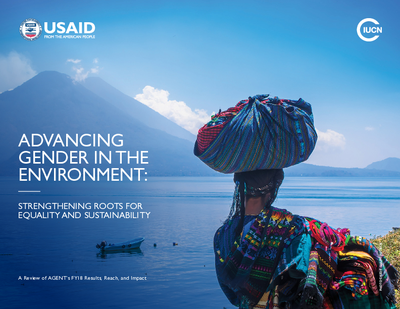 USAID
FROM THE AMERICAN PEOPLE
IUCN
ADVANCING
GENDER IN THE
ENVIRONMENT:
STRENGTHENING ROOTS FOR
EQUALITY AND SUSTAINABILITY
A Review of AGENT's FY18 Results, Reach, and Impact